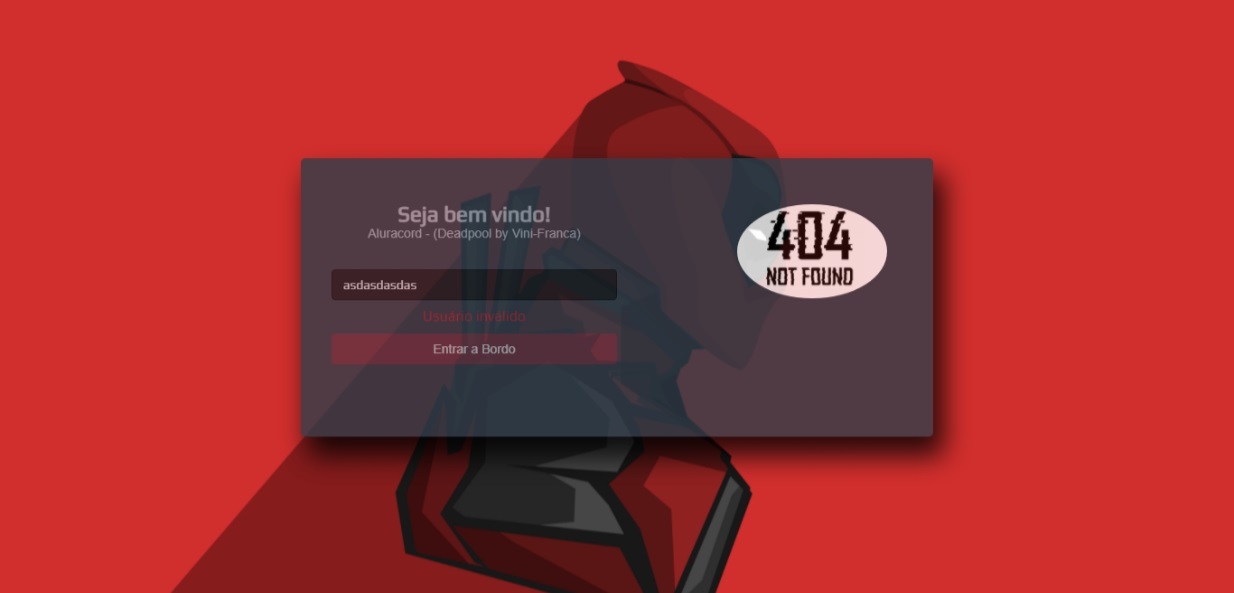 Seja bem vindo!
Aluracord - (Deadpool by Vini-Franca)
asdasdasdas
Usuário inválido
Entrar a Bordo
404
NOT FOUND